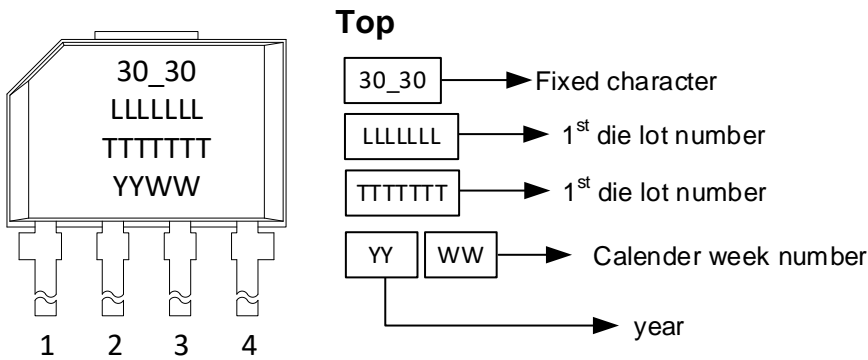 30_30
LLLLLLL
TTTTTTT
YYWW
1 2 3 4
Top
30_30 Fixed character
LLLLLLL 1st die lot number
TTTTTTT 1st die lot number
YY WW Calender week number
year